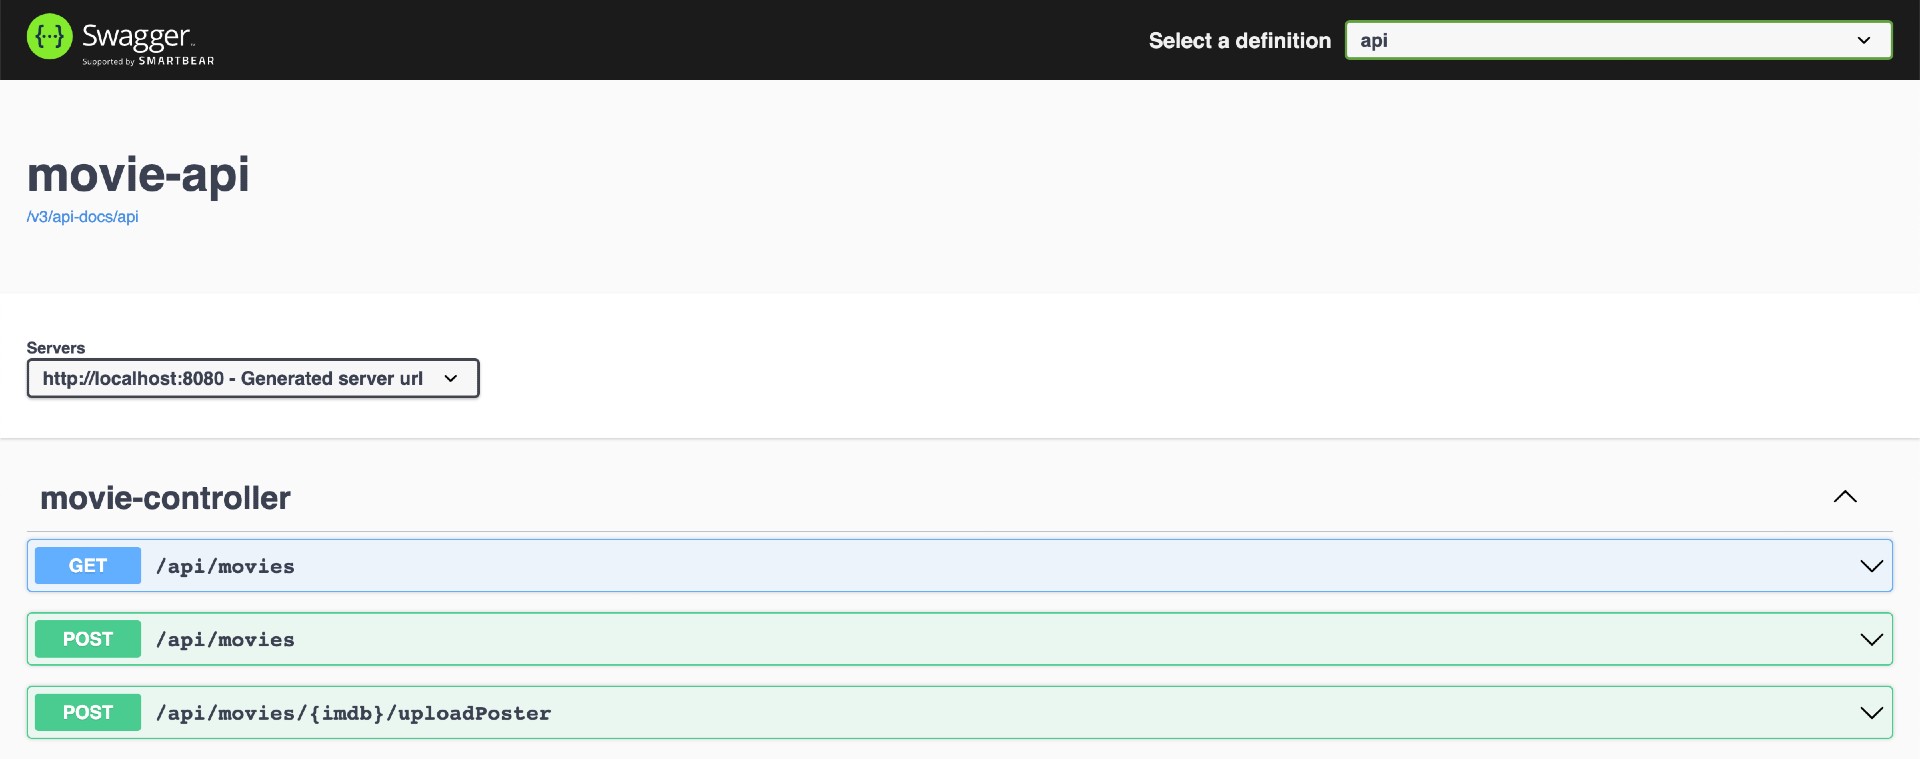 {···} Swagger™
Supported by SMARTBEAR
Select a definition
api
movie-api
/v3/api-docs/api
Servers
http://localhost:8080 - Generated server url
movie-controller
GET /api/movies
POST /api/movies
POST /api/movies/{imdb}/uploadPoster